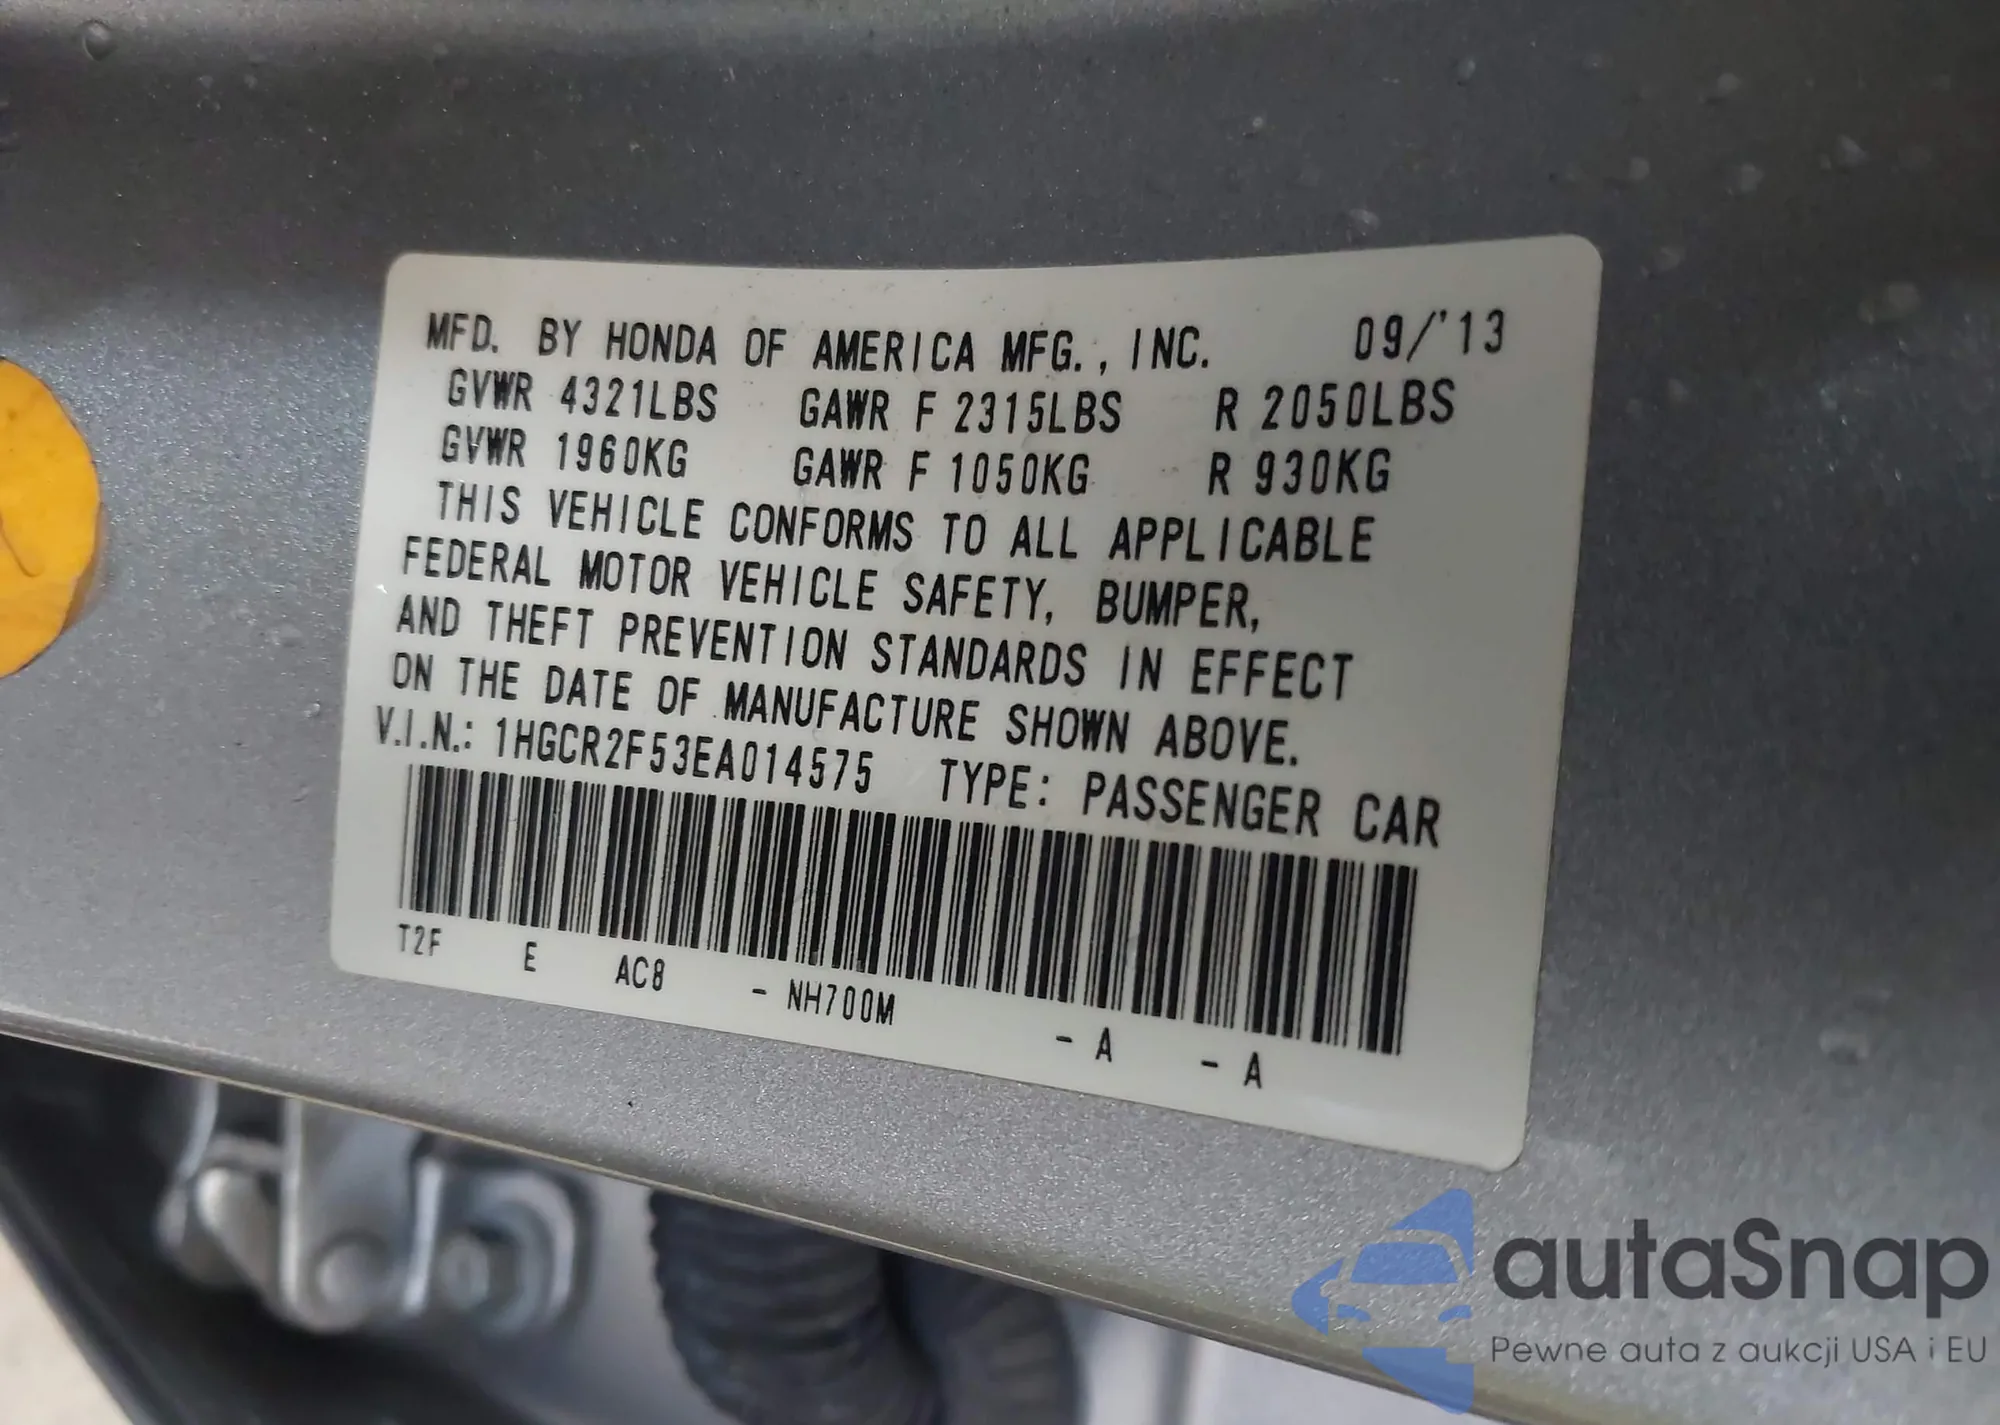 MFD. BY HONDA OF AMERICA MFG., INC. 09/'13
GVWR 4321LBS GAWR F 2315LBS R 2050LBS
GVWR 1960KG GAWR F 1050KG R 930KG
THIS VEHICLE CONFORMS TO ALL APPLICABLE
FEDERAL MOTOR VEHICLE SAFETY, BUMPER,
AND THEFT PREVENTION STANDARDS IN EFFECT
ON THE DATE OF MANUFACTURE SHOWN ABOVE.
V.I.N.: 1HGCR2F53EA014575 TYPE: PASSENGER CAR
T2F E AC8 - NH700M - A - A
autaSnap
Pewne auta z aukcji USA i EU